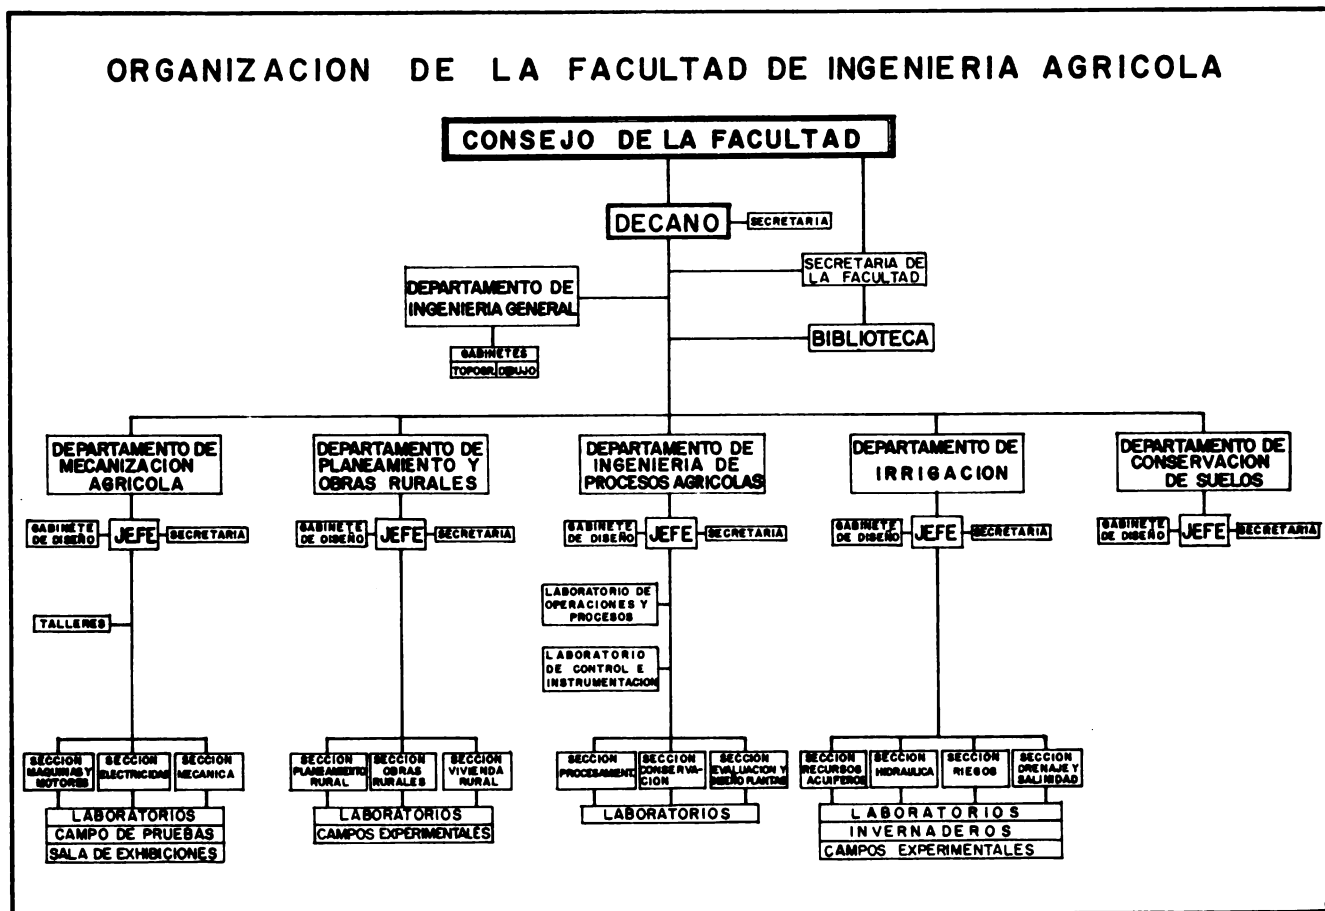 ORGANIZACION DE LA FACULTAD DE INGENIERIA AGRICOLA
CONSEJO DE LA FACULTAD
DECANO
SECRETARIA
SECRETARIA DE
LA FACULTAD
DEPARTAMENTO DE
INGENIERIA GENERAL
BIBLIOTECA
GABINETES
TOPOGR. DIBUJO
DEPARTAMENTO DE
MECANIZACION
AGRICOLA
DEPARTAMENTO DE
PLANEAMIENTO Y
OBRAS RURALES
DEPARTAMENTO DE
INGENIERIA DE
PROCESOS AGRICOLAS
DEPARTAMENTO DE
IRRIGACION
DEPARTAMENTO DE
CONSERVACION
DE SUELOS
GABINETE
DE DISEÑO
JEFE
SECRETARIA
GABINETE
DE DISEÑO
JEFE
SECRETARIA
GABINETE
DE DISEÑO
JEFE
SECRETARIA
GABINETE
DE DISEÑO
JEFE
SECRETARIA
GABINETE
DE DISEÑO
JEFE
SECRETARIA
TALLERES
LABORATORIO DE
OPERACIONES Y
PROCESOS
LABORATORIO
DE CONTROL E
INSTRUMENTACION
SECCION
MAQUINAS Y
MOTORES
SECCION
ELECTRICIDAD
SECCION
MECANICA
SECCION
PLANEAMIENTO
RURAL
SECCION
OBRAS
RURALES
SECCION
VIVIENDA
RURAL
SECCION
PROCESAMENT
SECCION
CONSERVA-
CION
SECCION
EVALUACION Y
DISEÑO PLANTAS
SECCION
RECURSOS
ACUIFEROS
SECCION
HIDRAULICA
SECCION
RIEGOS
SECCION
DRENAJE Y
SALINIDAD
LABORATORIOS
CAMPO DE PRUEBAS
SALA DE EXHIBICIONES
LABORATORIOS
CAMPOS EXPERIMENTALES
LABORATORIOS
LABORATORIOS
INVERNADEROS
CAMPOS EXPERIMENTALES